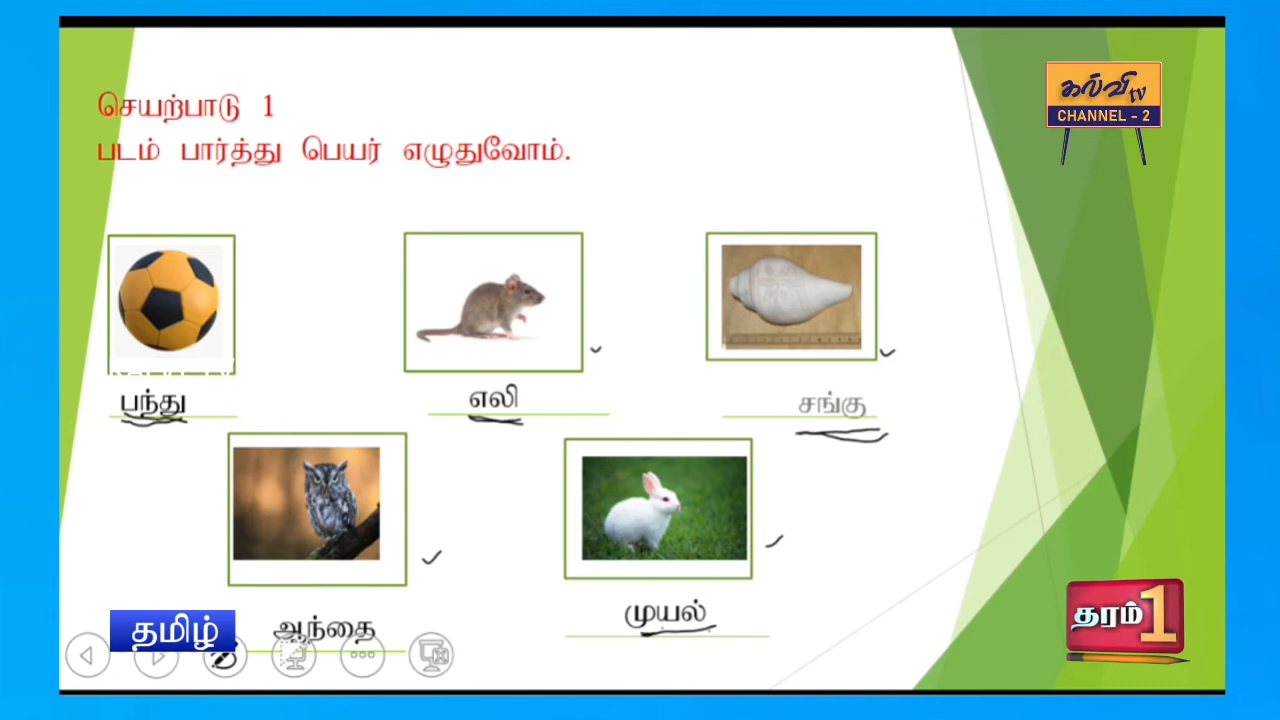 செயற்பாடு 1
படம் பார்த்து பெயர் எழுதுவோம்.
கல்வி tv
CHANNEL - 2
பந்து
எலி
சங்கு
ஆந்தை
முயல்
தமிழ்
தரம் 1